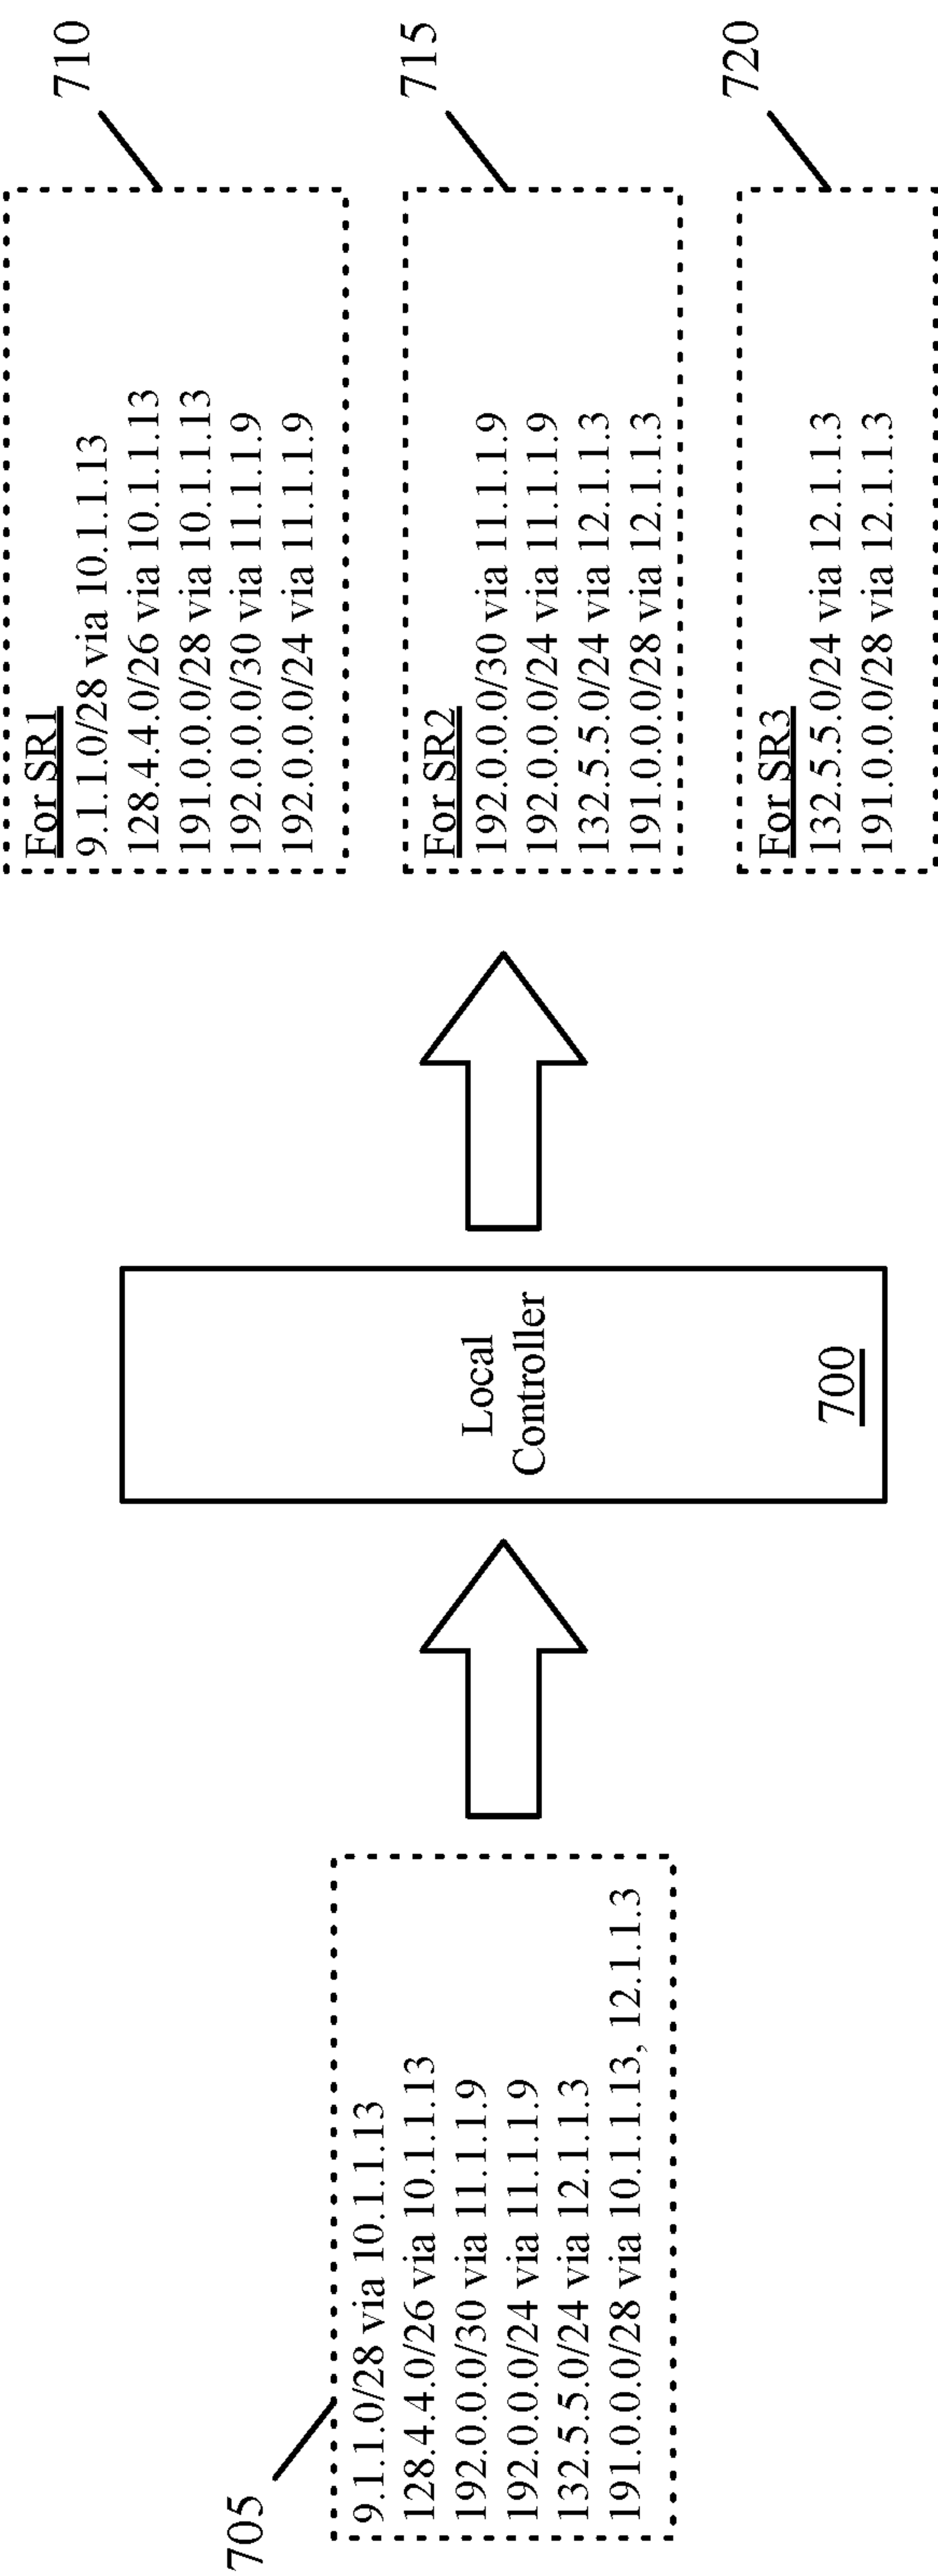 705
9.1.1.0/28 via 10.1.1.13
128.4.4.0/26 via 10.1.1.13
192.0.0.0/30 via 11.1.1.9
192.0.0.0/24 via 11.1.1.9
132.5.5.0/24 via 12.1.1.3
191.0.0.0/28 via 10.1.1.13, 12.1.1.3
Local
Controller
700
710
For SR1
9.1.1.0/28 via 10.1.1.13
128.4.4.0/26 via 10.1.1.13
191.0.0.0/28 via 10.1.1.13
192.0.0.0/30 via 11.1.1.9
192.0.0.0/24 via 11.1.1.9
715
For SR2
192.0.0.0/30 via 11.1.1.9
192.0.0.0/24 via 11.1.1.9
132.5.5.0/24 via 12.1.1.3
191.0.0.0/28 via 12.1.1.3
720
For SR3
132.5.5.0/24 via 12.1.1.3
191.0.0.0/28 via 12.1.1.3